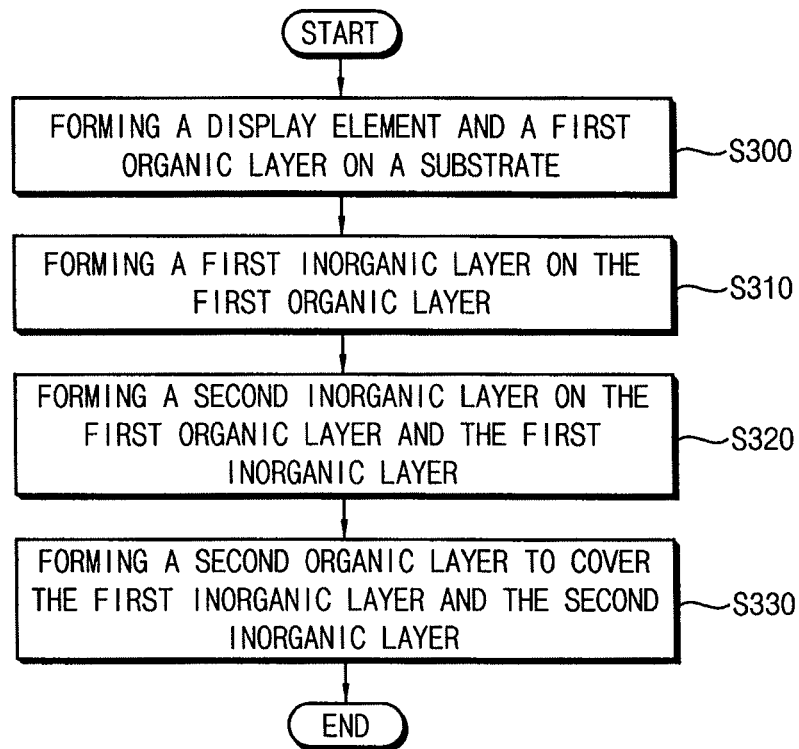 START
FORMING A DISPLAY ELEMENT AND A FIRST
ORGANIC LAYER ON A SUBSTRATE
S300
FORMING A FIRST INORGANIC LAYER ON THE
FIRST ORGANIC LAYER
S310
FORMING A SECOND INORGANIC LAYER ON THE
FIRST ORGANIC LAYER AND THE FIRST
INORGANIC LAYER
S320
FORMING A SECOND ORGANIC LAYER TO COVER
THE FIRST INORGANIC LAYER AND THE SECOND
INORGANIC LAYER
S330
END